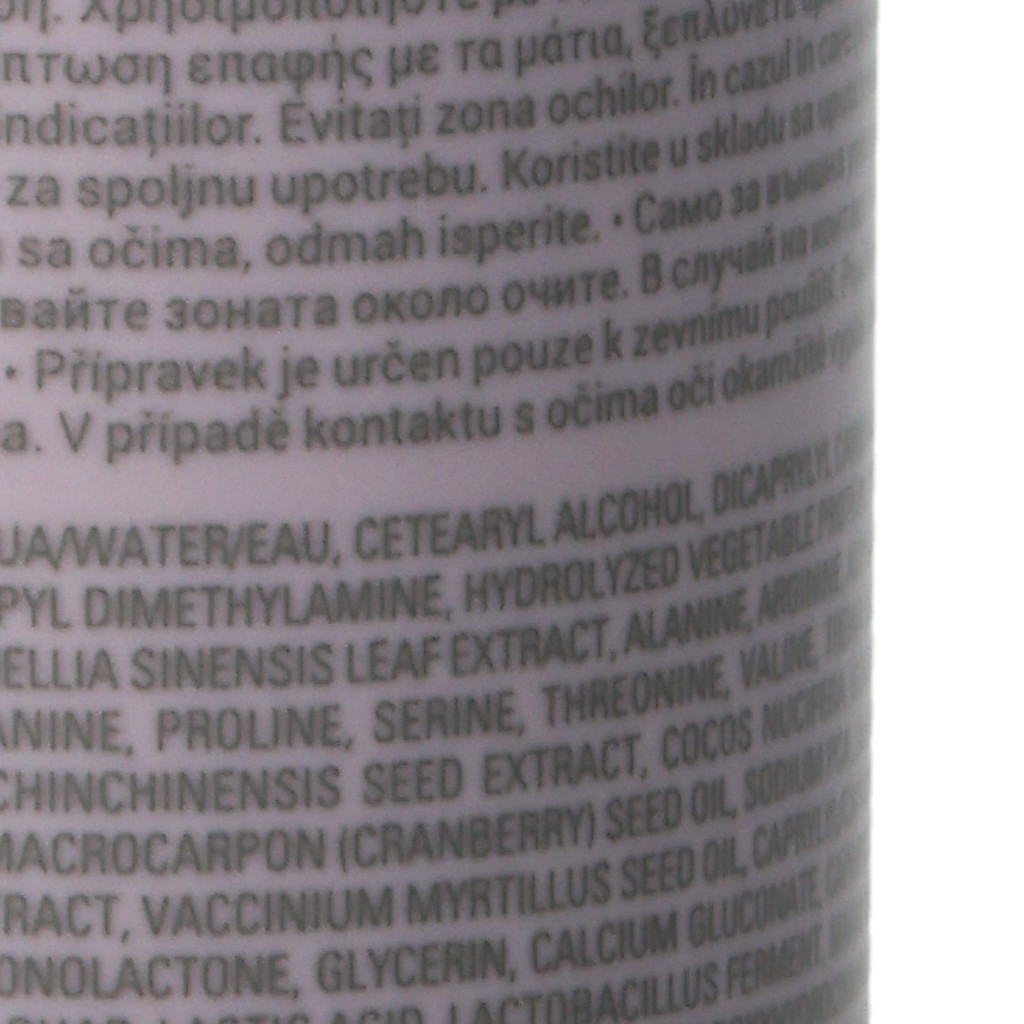 πτωση επαφής με τα μάτια, ξεπλύνετε
indicațiilor. Evitați zona ochilor. În cazul în care
za spoljnu upotrebu. Koristite u skladu sa
sa očima, odmah isperite. • Само за външна
вайте зоната около очите. В случай на
• Přípravek je určen pouze k zevnímu použití.
a. V případě kontaktu s očima oči okamžitě
UA/WATER/EAU, CETEARYL ALCOHOL, DICAPRYLYL
PYL DIMETHYLAMINE, HYDROLYZED VEGETABLE
ELLIA SINENSIS LEAF EXTRACT, ALANINE, ARGININE,
ANINE, PROLINE, SERINE, THREONINE, VALINE,
CHINCHINENSIS SEED EXTRACT, COCOS NUCIFERA
MACROCARPON (CRANBERRY) SEED OIL, SODIUM
RACT, VACCINIUM MYRTILLUS SEED OIL,
ONOLACTONE, GLYCERIN, CALCIUM GLUCONATE,
LACTIC ACID, LACTOBACILLUS FERMENT,